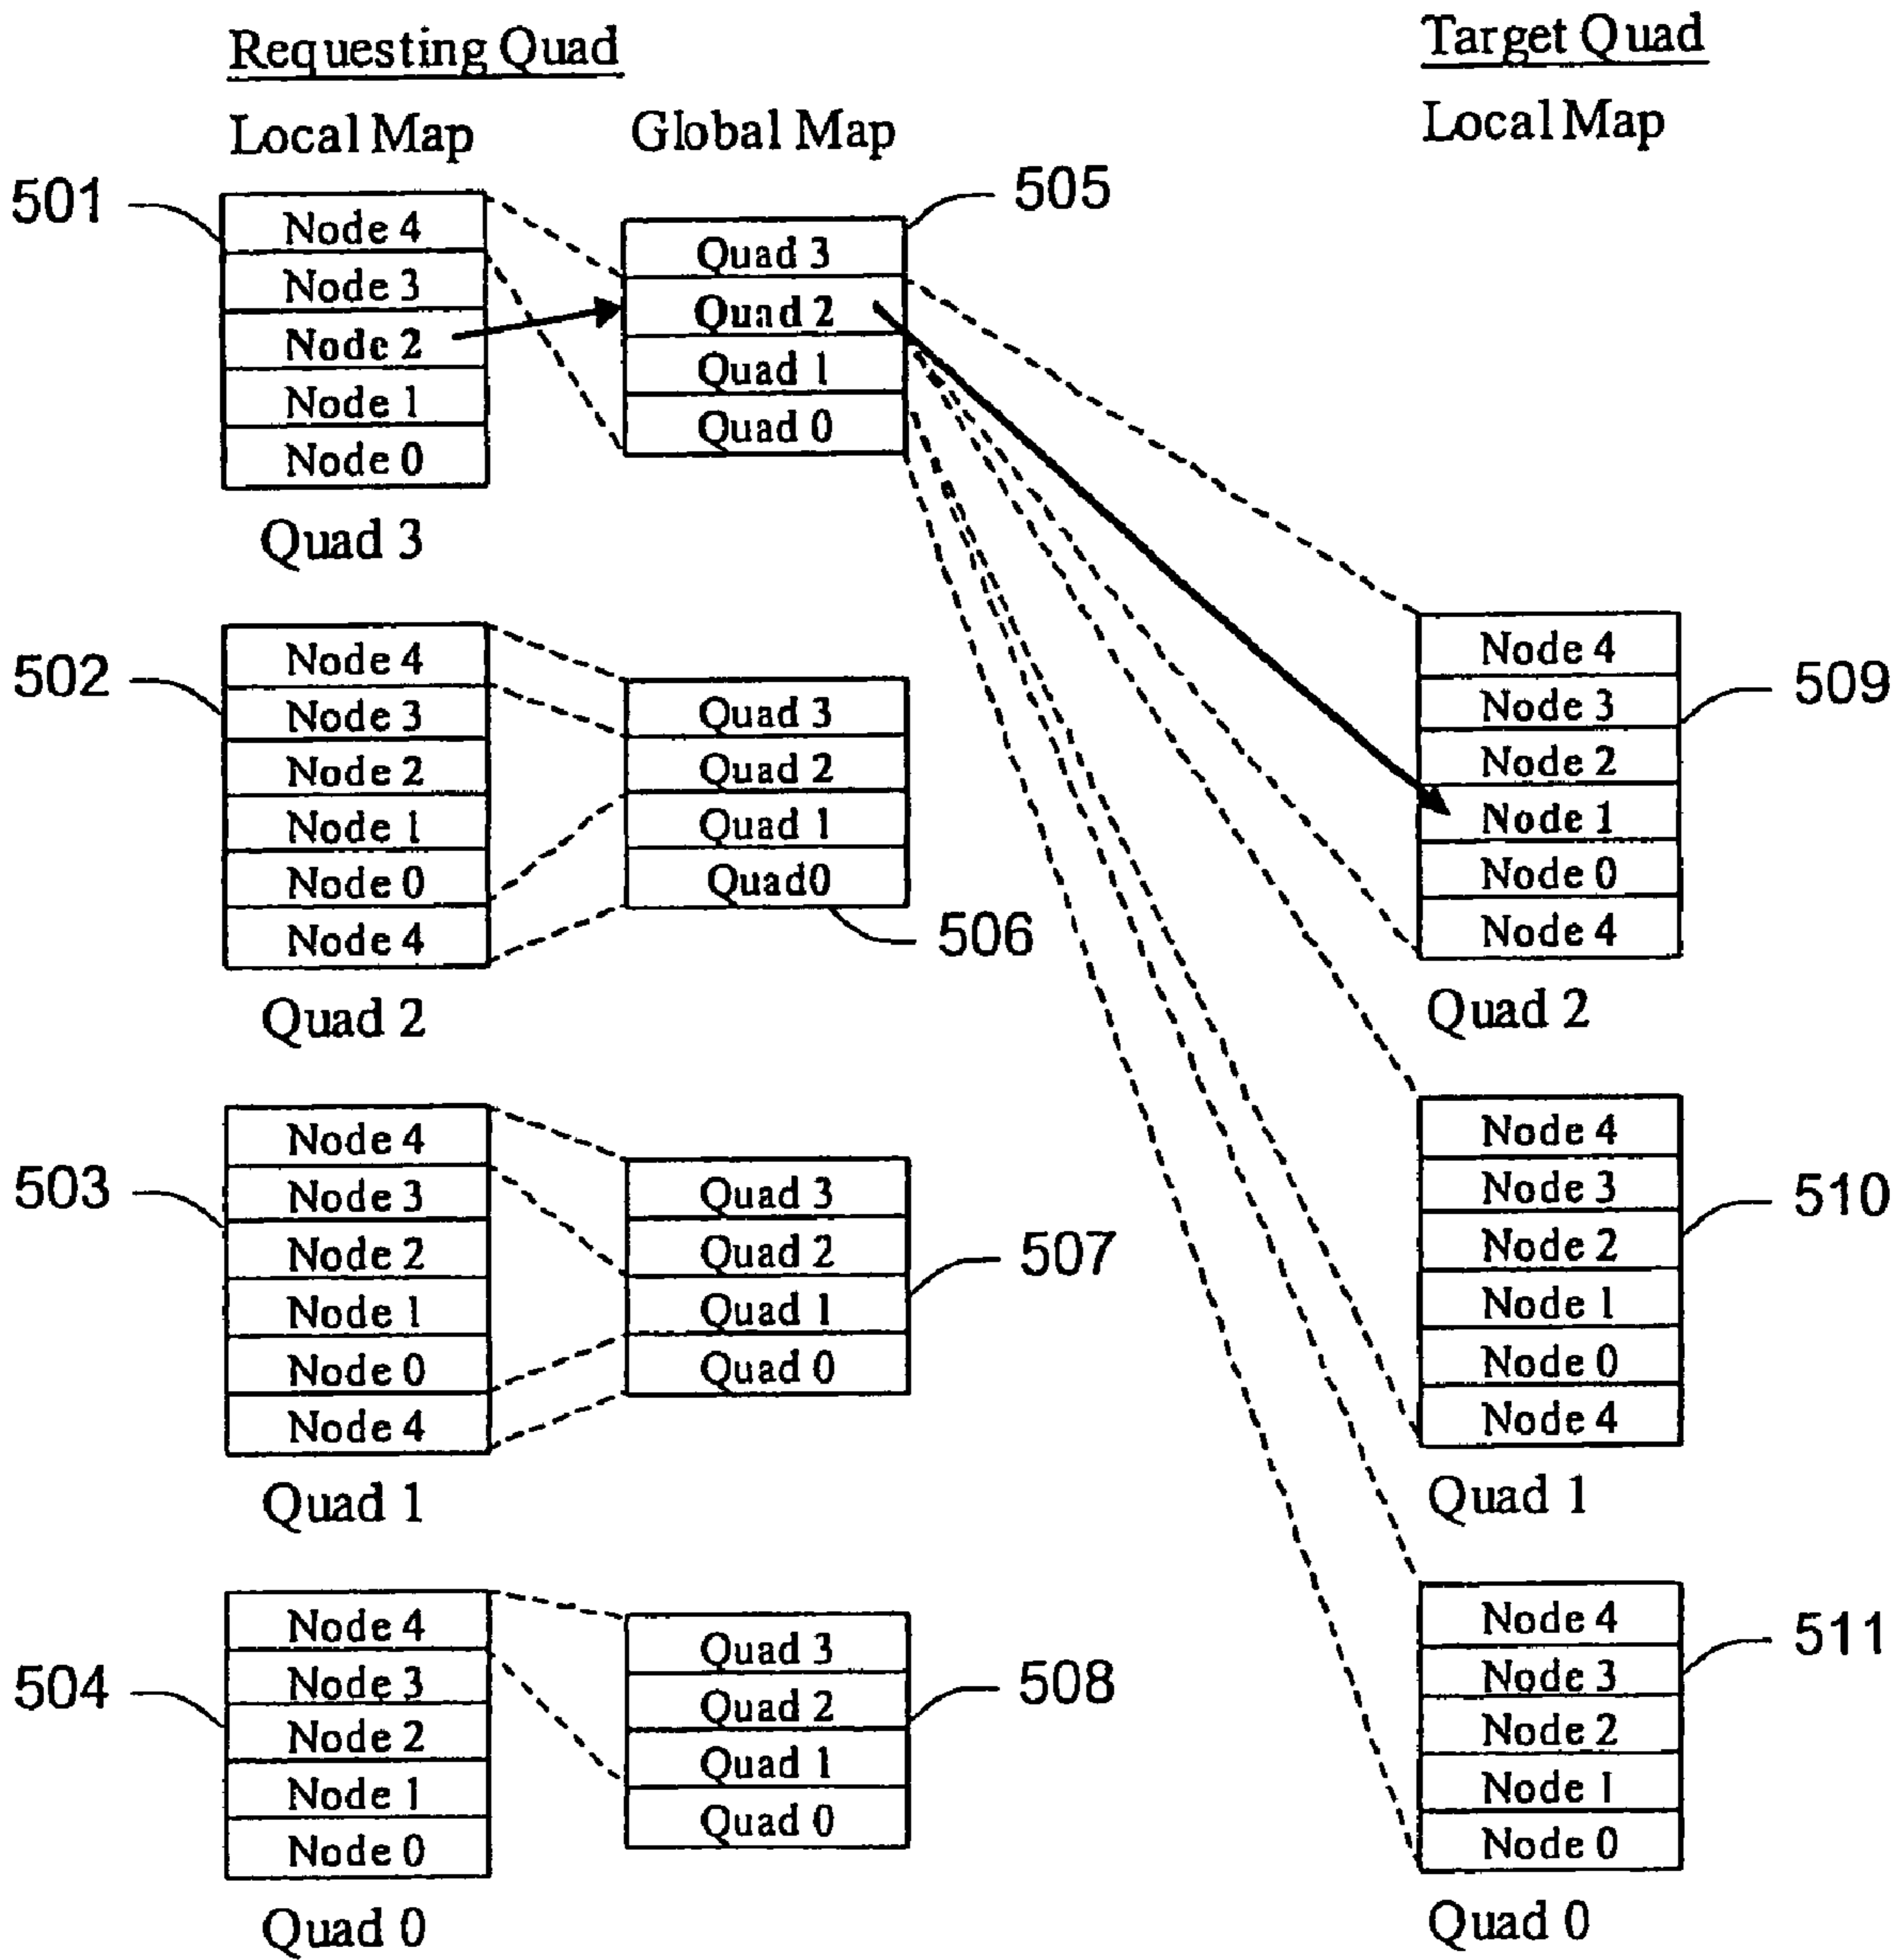 Requesting Quad
Target Quad
Local Map
Global Map
Local Map
501
Node 4
Node 3
Node 2
Node 1
Node 0
Quad 3
505
Quad 3
Quad 2
Quad 1
Quad 0
502
Node 4
Node 3
Node 2
Node 1
Node 0
Node 4
Quad 2
Quad 3
Quad 2
Quad 1
Quad0
506
Node 4
Node 3
Node 2
Node 1
Node 0
Node 4
509
Quad 2
503
Node 4
Node 3
Node 2
Node 1
Node 0
Node 4
Quad 1
Quad 3
Quad 2
Quad 1
Quad 0
507
Node 4
Node 3
Node 2
Node 1
Node 0
Node 4
510
Quad 1
504
Node 4
Node 3
Node 2
Node 1
Node 0
Quad 0
Quad 3
Quad 2
Quad 1
Quad 0
508
Node 4
Node 3
Node 2
Node 1
Node 0
511
Quad 0